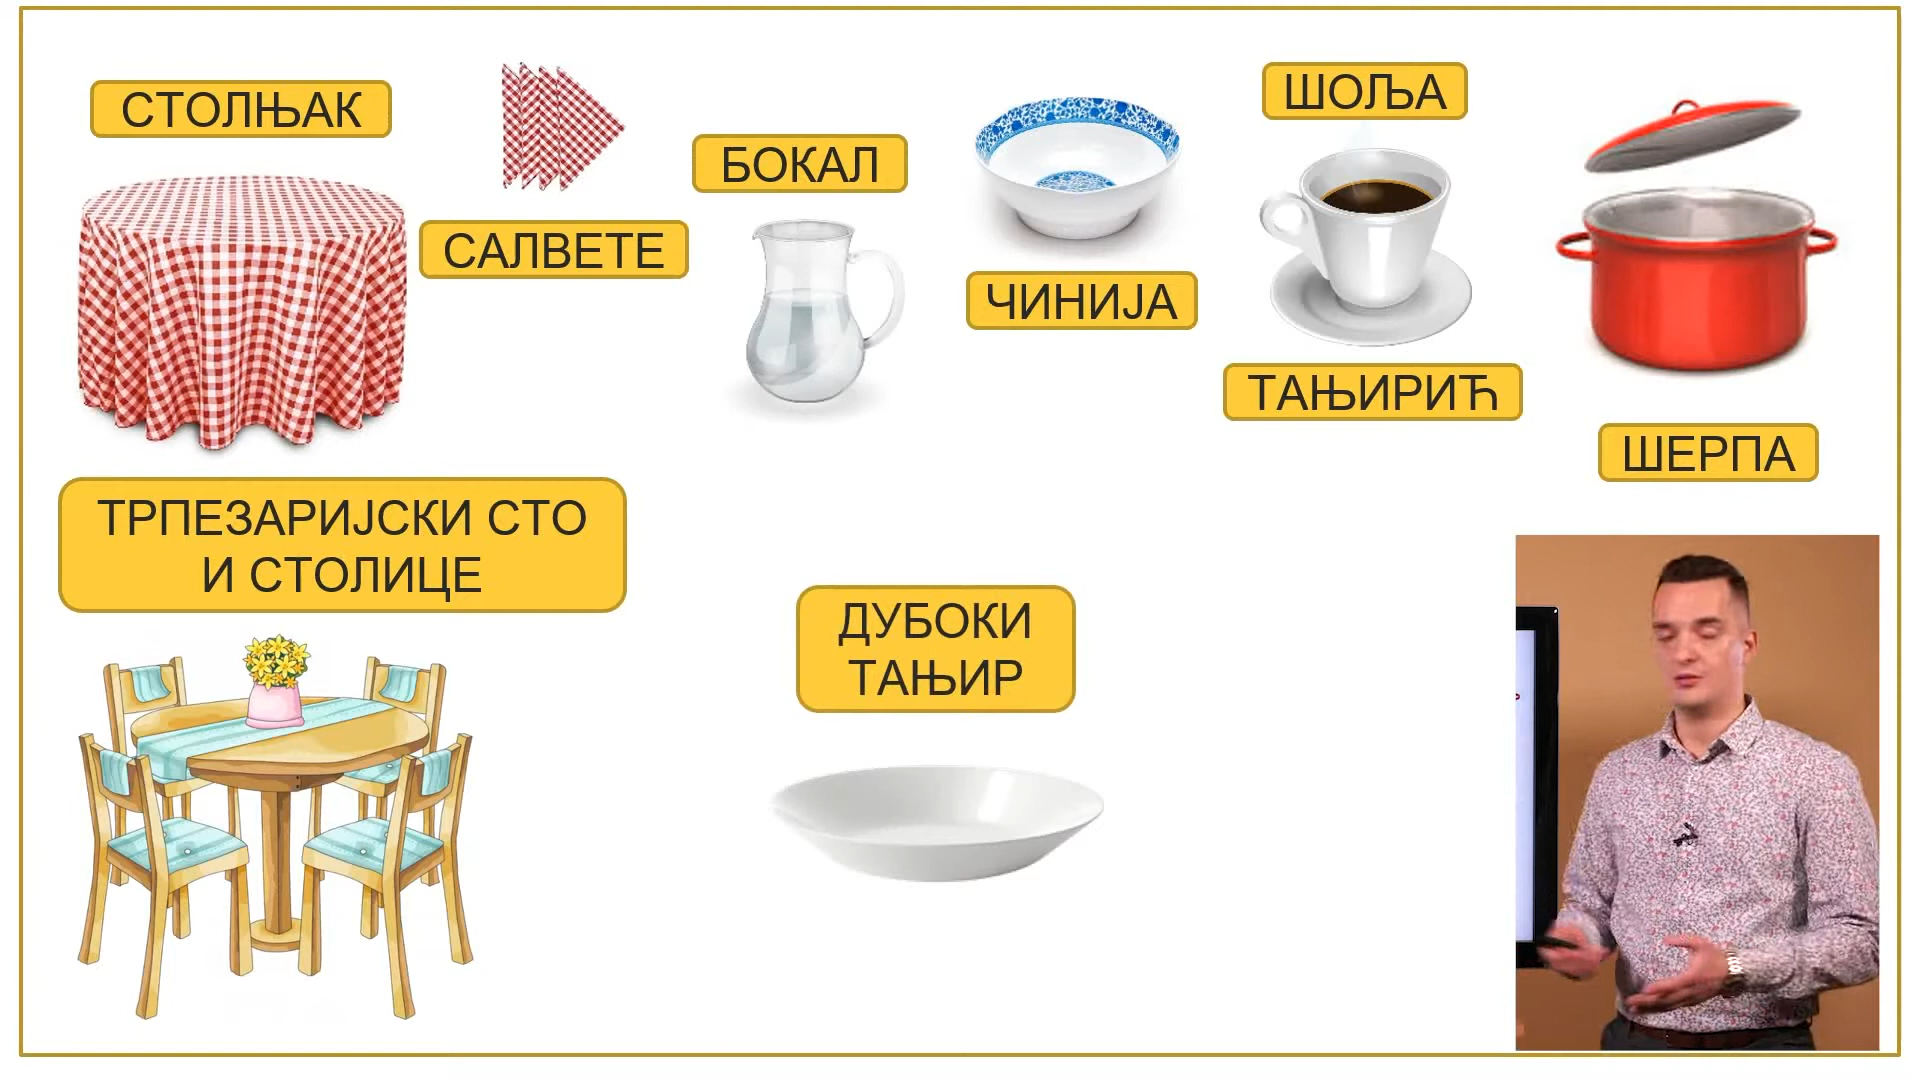 СТОЛЊАК
САЛВЕТЕ
БОКАЛ
ЧИНИЈА
ШОЉА
ТАЊИРИЋ
ШЕРПА
ТРПЕЗАРИЈСКИ СТО
И СТОЛИЦЕ
ДУБОКИ
ТАЊИР